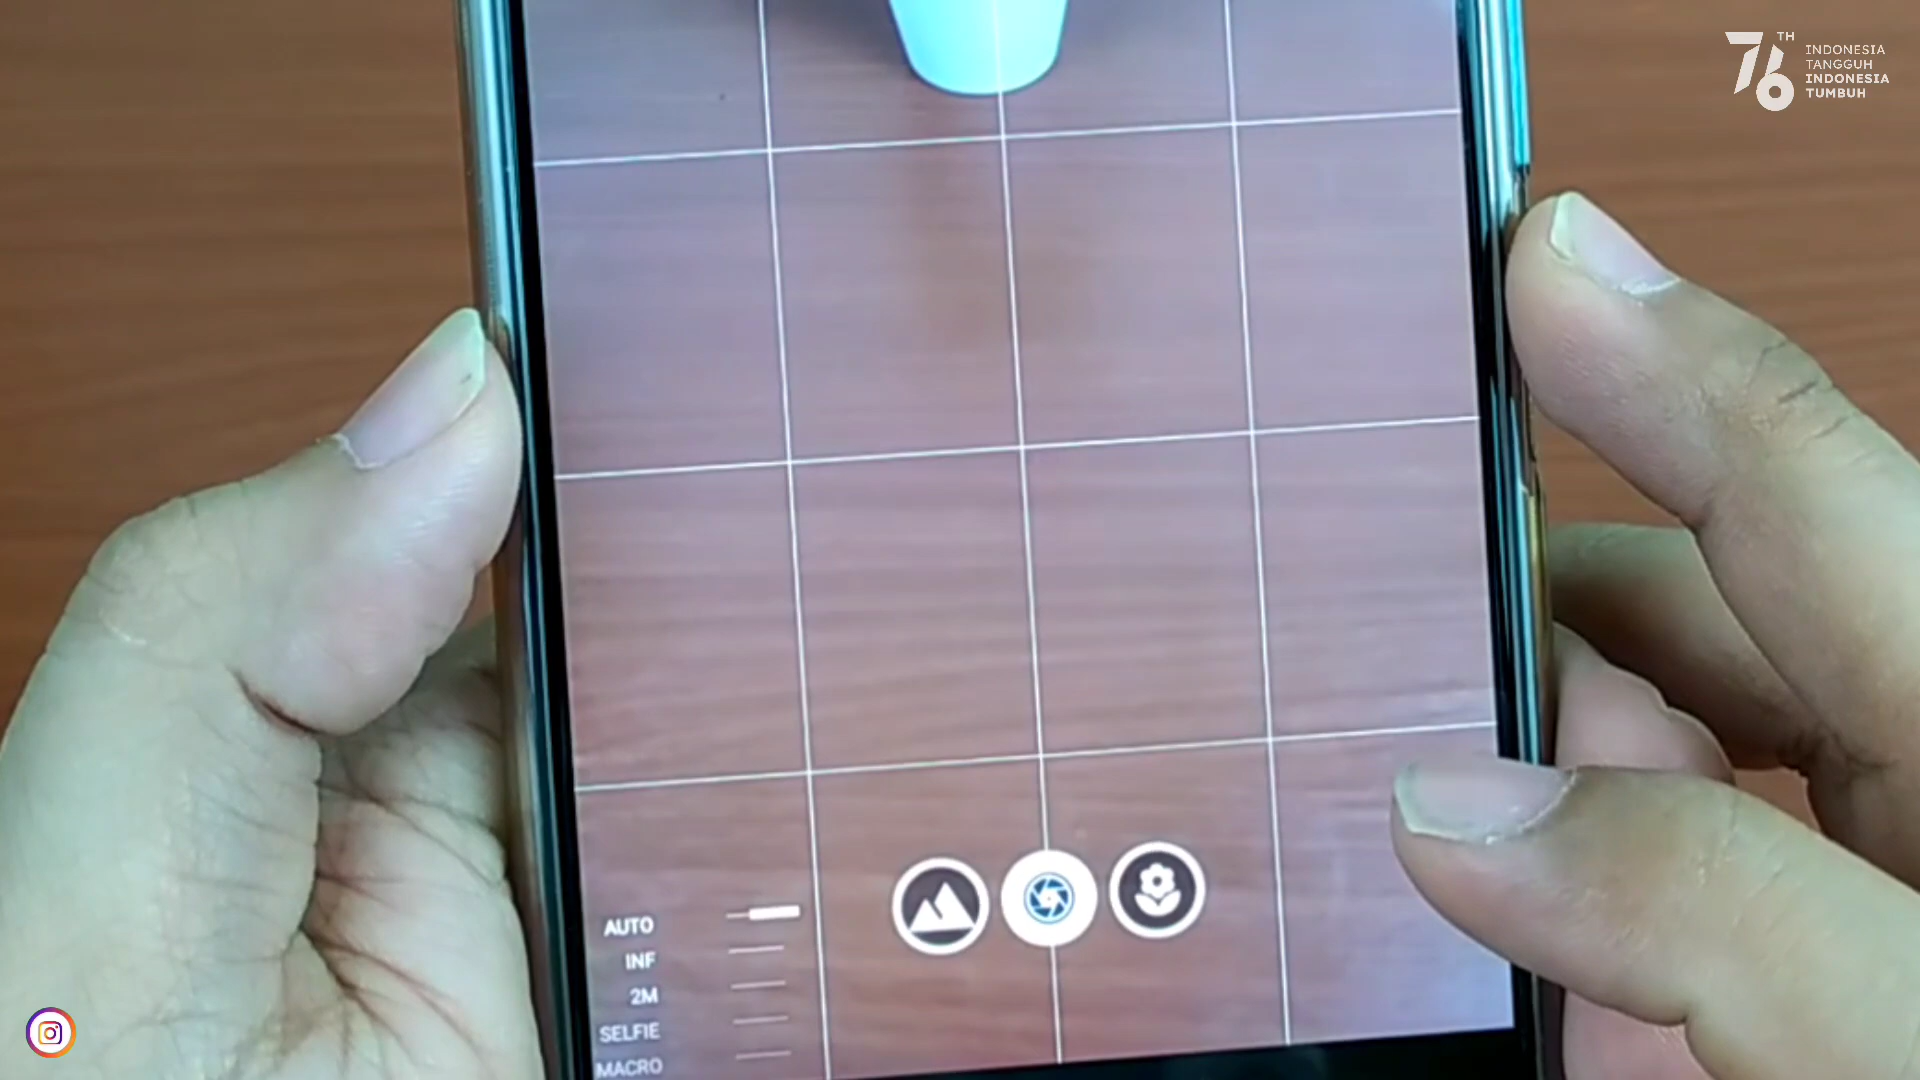 76
TH
INDONESIA
TANGGUH
INDONESIA
TUMBUH
AUTO
INF
2M
SELFIE
MACRO